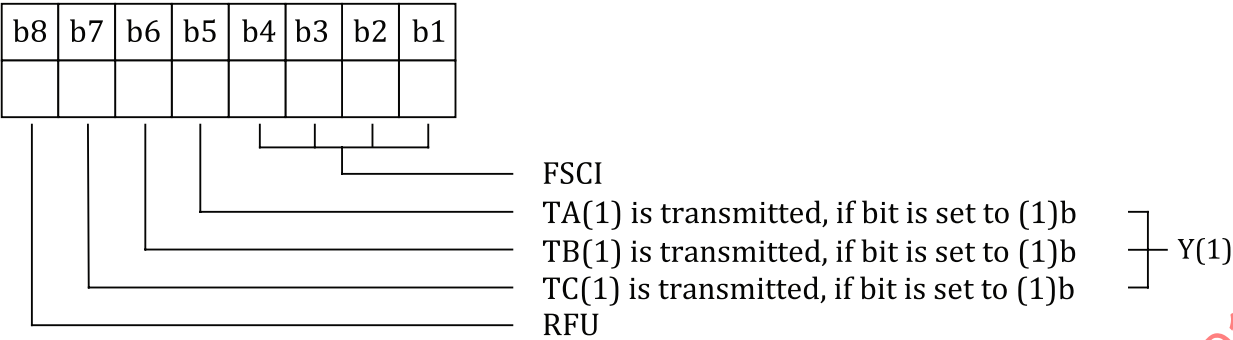 b8 b7 b6 b5 b4 b3 b2 b1
FSCI
TA(1) is transmitted, if bit is set to (1)b
TB(1) is transmitted, if bit is set to (1)b
Y(1)
TC(1) is transmitted, if bit is set to (1)b
RFU